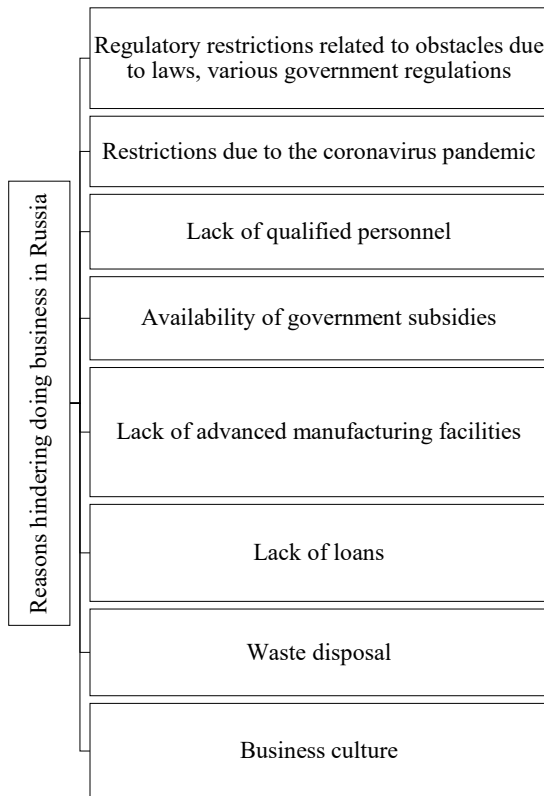 Reasons hindering doing business in Russia
Regulatory restrictions related to obstacles due
to laws, various government regulations
Restrictions due to the coronavirus pandemic
Lack of qualified personnel
Availability of government subsidies
Lack of advanced manufacturing facilities
Lack of loans
Waste disposal
Business culture